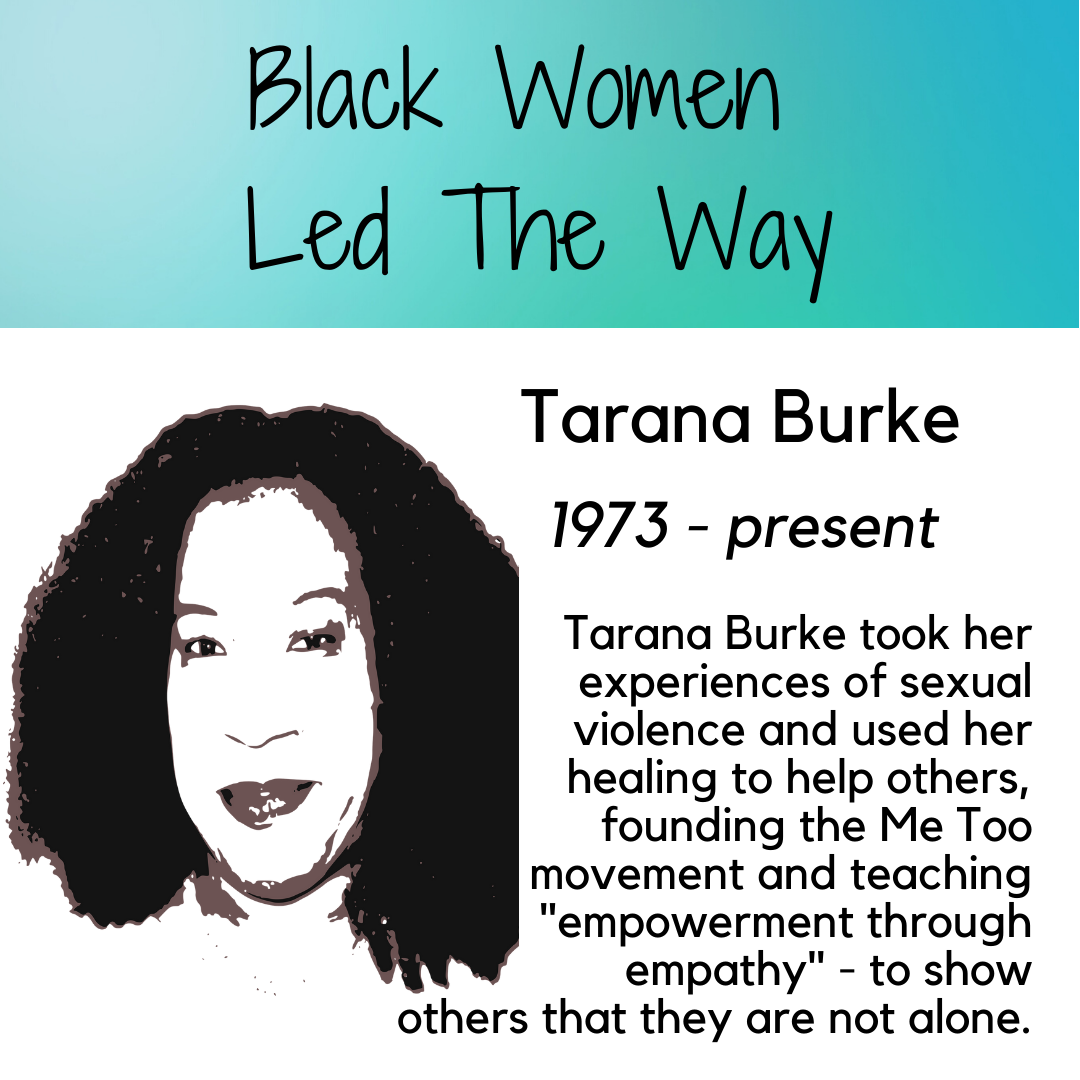 Black Women
Led The Way
Tarana Burke
1973 - present
Tarana Burke took her
experiences of sexual
violence and used her
healing to help others,
founding the Me Too
movement and teaching
"empowerment through
empathy" - to show
others that they are not alone.